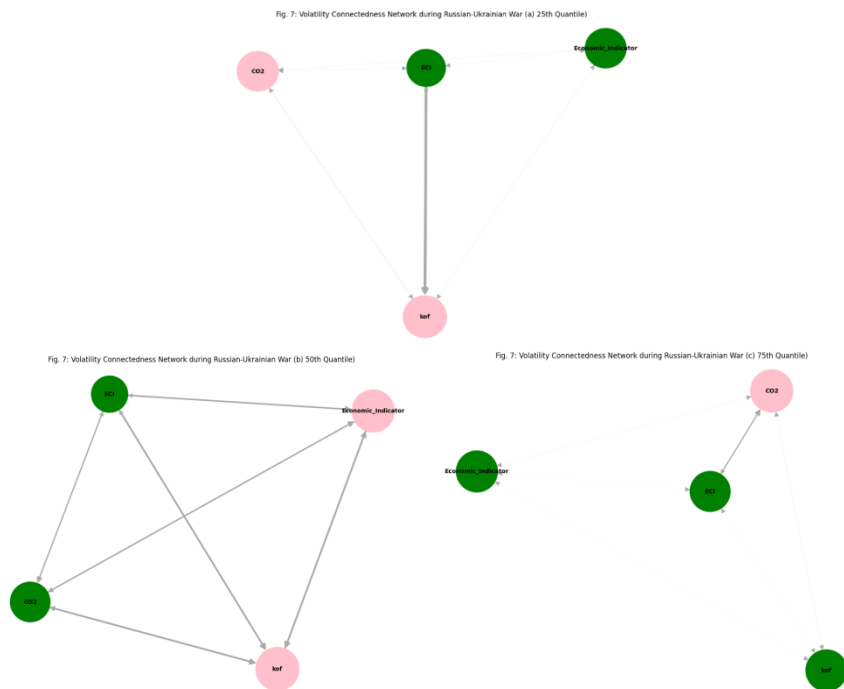 Fig. 7: Volatility Connectedness Network during Russian-Ukrainian War (a) 25th Quantile)
Economic_Indicator
CO2
ECI
kof
Fig. 7: Volatility Connectedness Network during Russian-Ukrainian War (b) 50th Quantile)
ECI
Economic_Indicator
CO2
kof
Fig. 7: Volatility Connectedness Network during Russian-Ukrainian War (c) 75th Quantile)
CO2
Economic_Indicator
ECI
kof